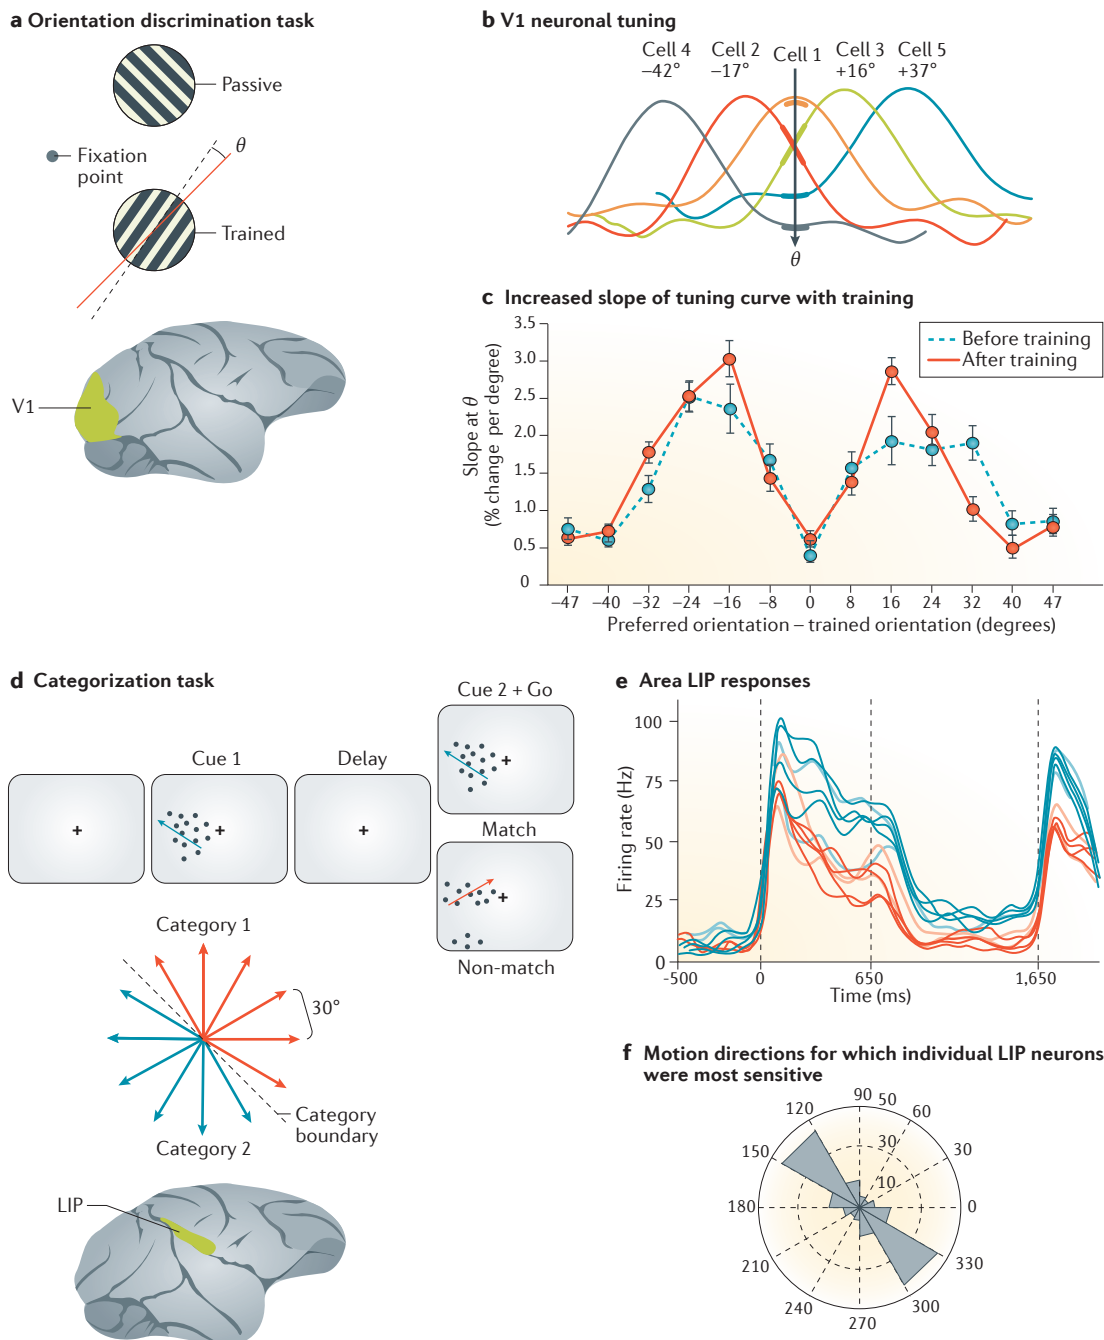 a Orientation discrimination task
Passive
Fixation
point
θ
Trained
V1
b V1 neuronal tuning
Cell 4
–42°
Cell 2
–17°
Cell 1
Cell 3
+16°
Cell 5
+37°
θ
c Increased slope of tuning curve with training
Before training
After training
Slope at θ
(% change per degree)
3.5
3.0
2.5
2.0
1.5
1.0
0.5
0
–47 –40 –32 –24 –16 –8 0 8 16 24 32 40 47
Preferred orientation – trained orientation (degrees)
d Categorization task
Cue 1
Delay
Cue 2 + Go
+
+
+
+
Match
+
Non-match
Category 1
30°
Category
boundary
Category 2
LIP
e Area LIP responses
Firing rate (Hz)
100
75
50
25
0
-500 0 650 1,650
Time (ms)
f Motion directions for which individual LIP neurons
were most sensitive
90 50
120 60
30
150 30
10
180 0
210 330
240 300
270